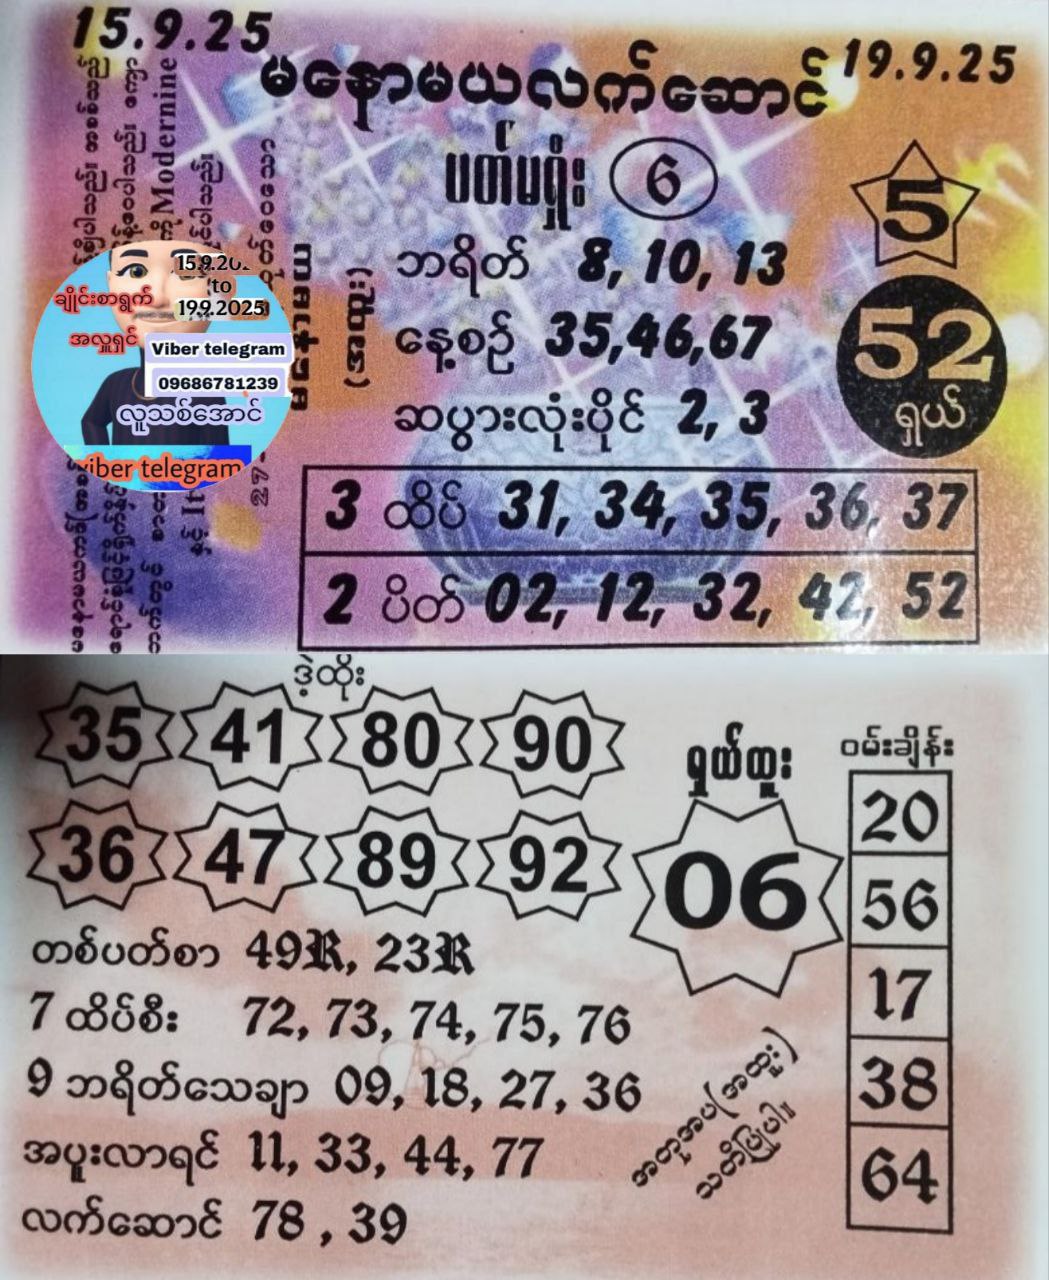 15.9.25
19.9.25
မနောမယလက်ဆောင်
ပတ်မရှိုး 6
5
ဘရိတ် 8, 10, 13
နေ့စဉ် 35,46,67
52
ရှယ်
ဆပွားလုံးပိုင် 2, 3
3 ထိပ် 31, 34, 35, 36, 37
2 ပိတ် 02, 12, 32, 42, 52
မနောမယ
(အထူး)
Modernine
15.9.20
to
19.9.2025
ချိုင်းစာရွက်
အလှူရှင်
Viber telegram
09686781239
လူသစ်အောင်
viber telegram
ဒဲ့ထိုး
35 41 80 90
36 47 89 92
ရှယ်ထူး
06
ဝမ်းချိန်း
20
56
17
38
64
တစ်ပတ်စာ 49R, 23R
7 ထိပ်စီး 72, 73, 74, 75, 76
9 ဘရိတ်သေချာ 09, 18, 27, 36
အပူးလာရင် 11, 33, 44, 77
လက်ဆောင် 78 , 39
အတုအပ(အထူး)
သတိပြုပါ။